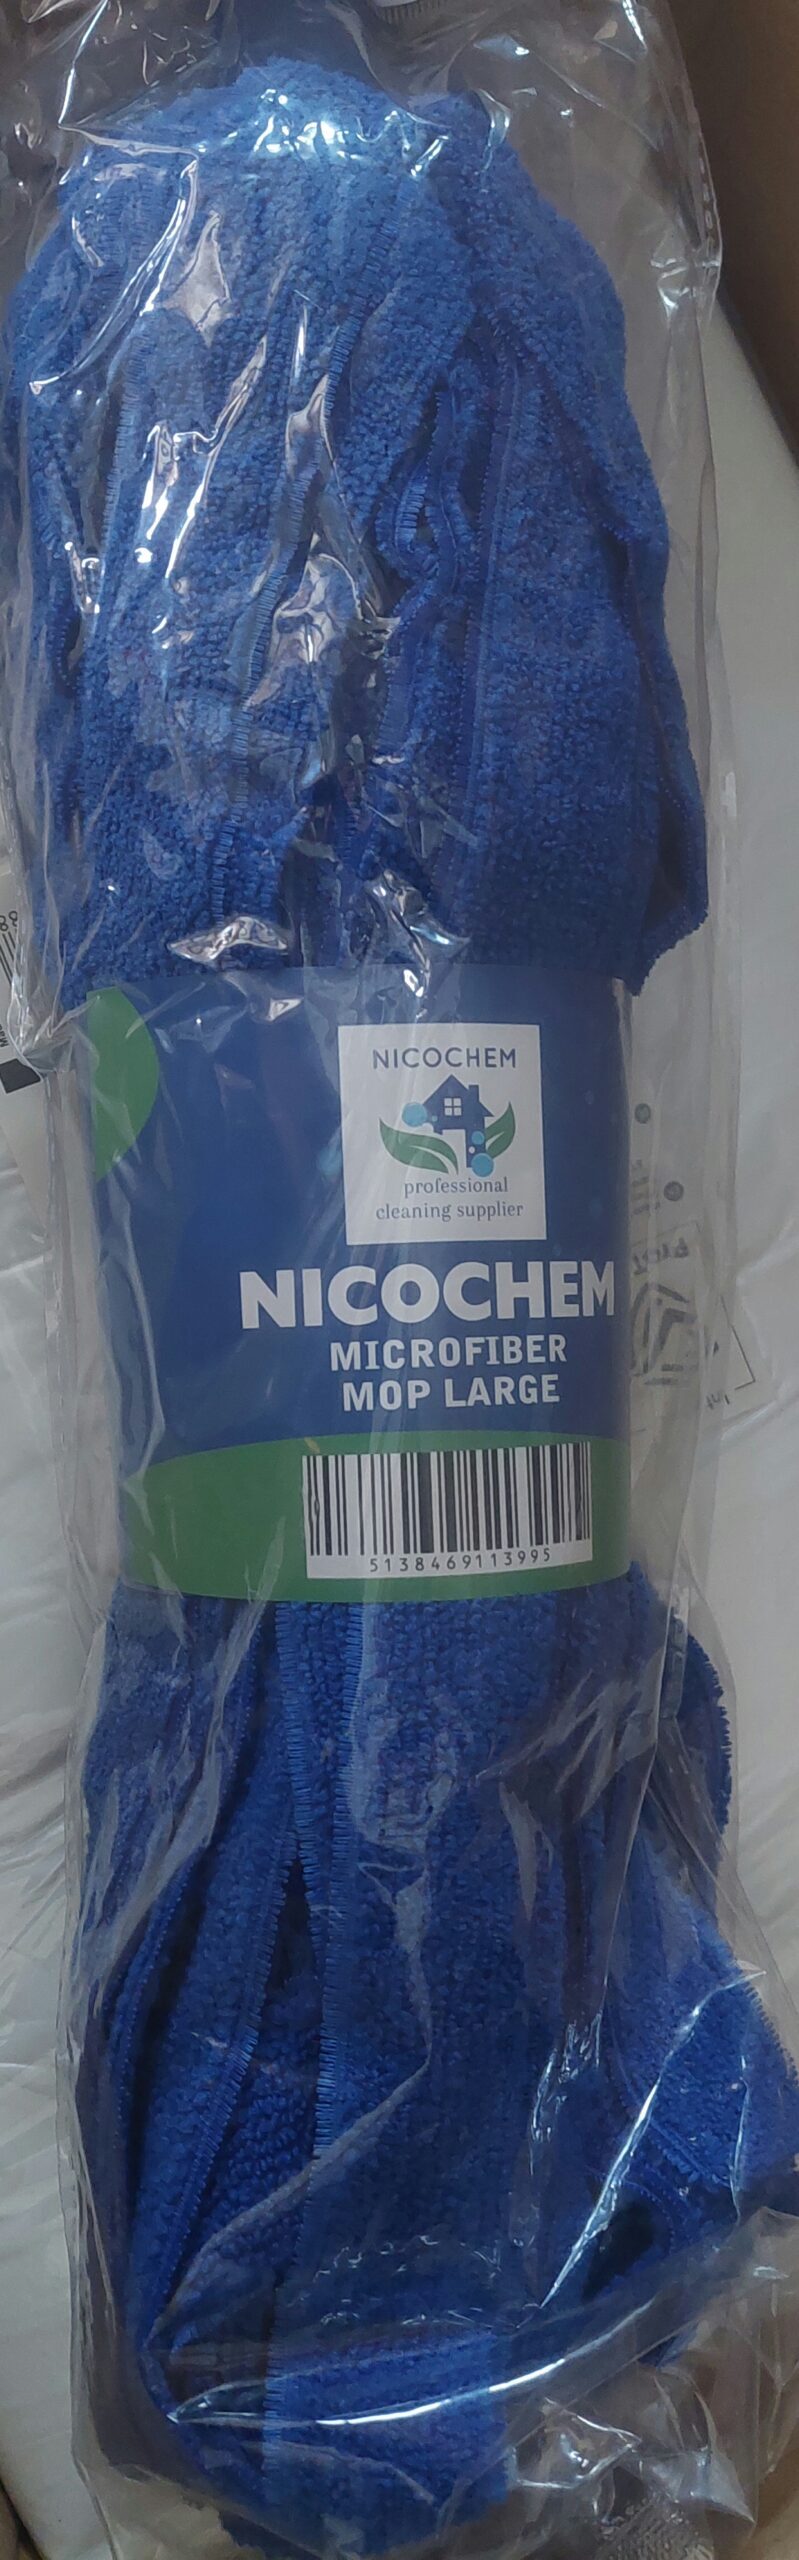 NICOCHEM
professional
cleaning supplier
NICOCHEM
MICROFIBER
MOP LARGE
5138469113995